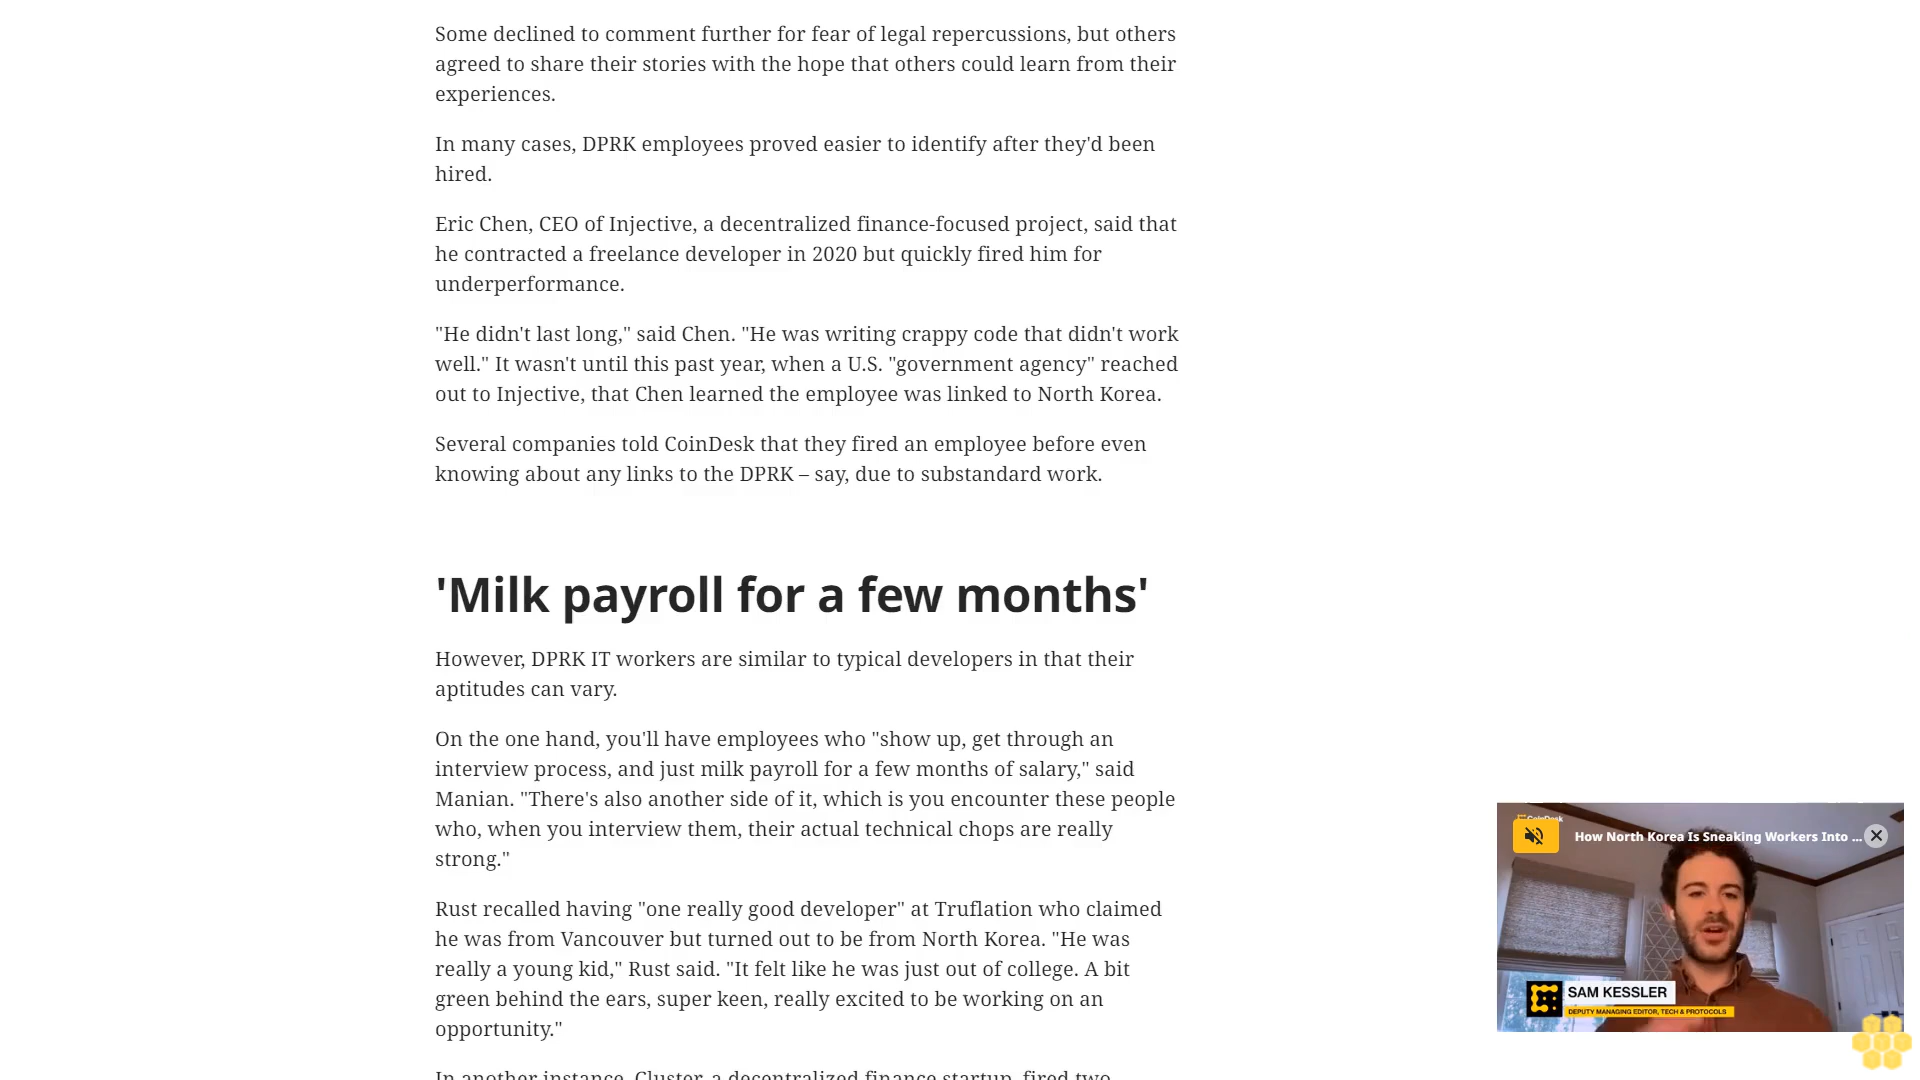 Some declined to comment further for fear of legal repercussions, but others
agreed to share their stories with the hope that others could learn from their
experiences.
In many cases, DPRK employees proved easier to identify after they'd been
hired.
Eric Chen, CEO of Injective, a decentralized finance-focused project, said that
he contracted a freelance developer in 2020 but quickly fired him for
underperformance.
"He didn't last long," said Chen. "He was writing crappy code that didn't work
well." It wasn't until this past year, when a U.S. "government agency" reached
out to Injective, that Chen learned the employee was linked to North Korea.
Several companies told CoinDesk that they fired an employee before even
knowing about any links to the DPRK – say, due to substandard work.
'Milk payroll for a few months'
However, DPRK IT workers are similar to typical developers in that their
aptitudes can vary.
On the one hand, you'll have employees who "show up, get through an
interview process, and just milk payroll for a few months of salary," said
Manian. "There's also another side of it, which is you encounter these people
who, when you interview them, their actual technical chops are really
strong."
Rust recalled having "one really good developer" at Truflation who claimed
he was from Vancouver but turned out to be from North Korea. "He was
really a young kid," Rust said. "It felt like he was just out of college. A bit
green behind the ears, super keen, really excited to be working on an
opportunity."
In another instance, Cluster, a decentralized finance startup, fired two
CoinDesk
How North Korea Is Sneaking Workers Into ...
SAM KESSLER
DEPUTY MANAGING EDITOR, TECH & PROTOCOLS